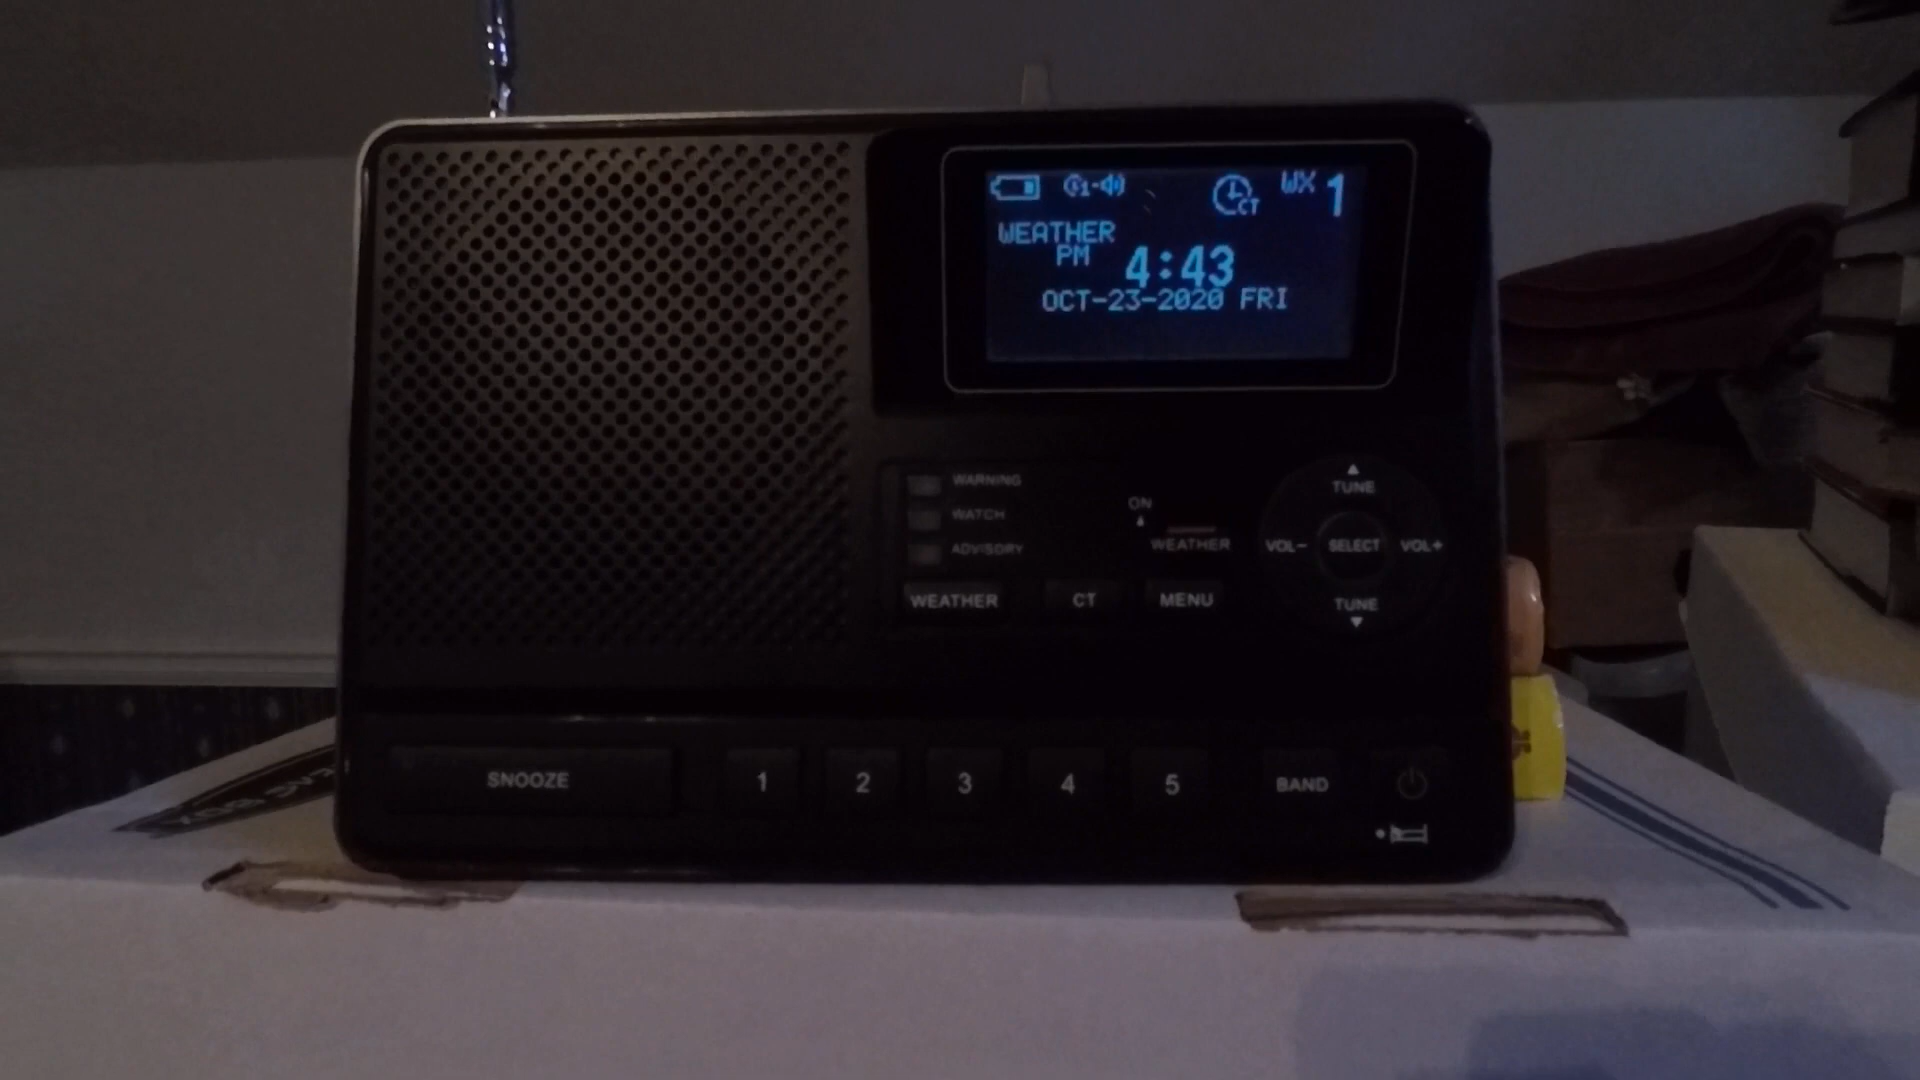 CT WX 1
WEATHER
PM 4:43
OCT-23-2020 FRI
WARNING
WATCH
ADVISORY
ON
WEATHER
TUNE
VOL- SELECT VOL+
TUNE
WEATHER CT MENU
SNOOZE 1 2 3 4 5 BAND